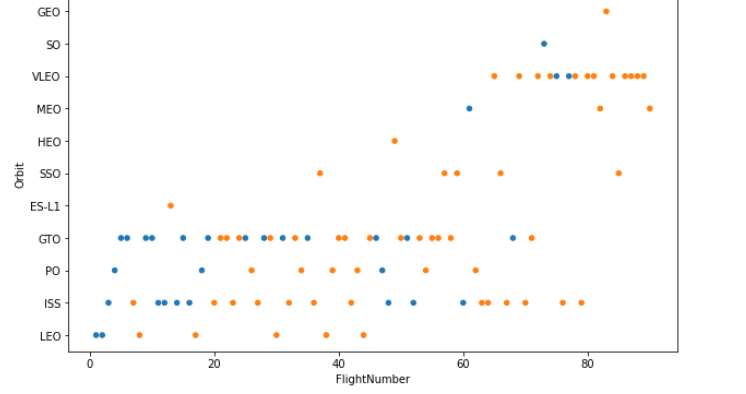 GEO
SO
VLEO
MEO
HEO
SSO
ES-L1
GTO
PO
ISS
LEO
Orbit
0 20 40 60 80
FlightNumber